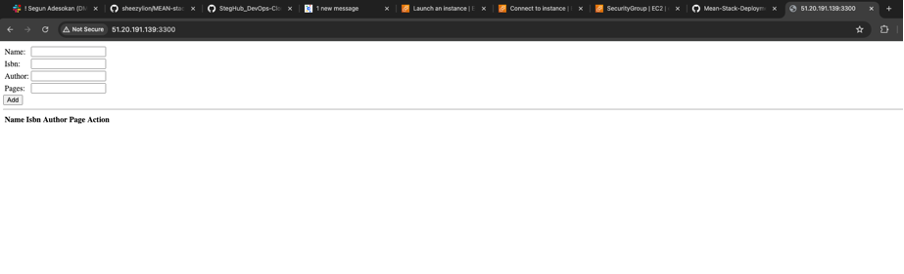 ! Segun Adesokan (DM
sheezylion/MEAN-stac
StegHub_DevOps-Clo
1 new message
Launch an instance |
Connect to instance |
SecurityGroup | EC2 |
Mean-Stack-Deploym
51.20.191.139:3300
Not Secure 51.20.191.139:3300
Name:
Isbn:
Author:
Pages:
Add
Name Isbn Author Page Action